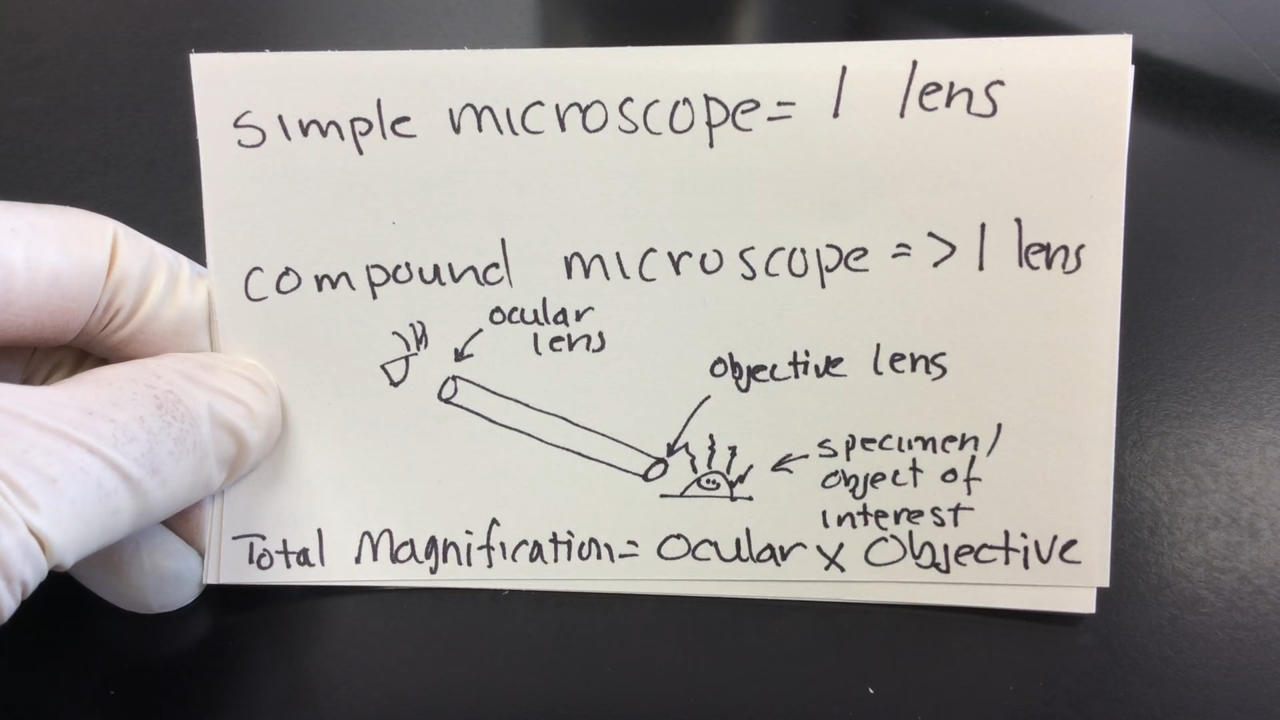 simple microscope = 1 lens
compound microscope = > 1 lens
ocular
lens
objective lens
specimen/
object of
interest
Total Magnification = Ocular x Objective